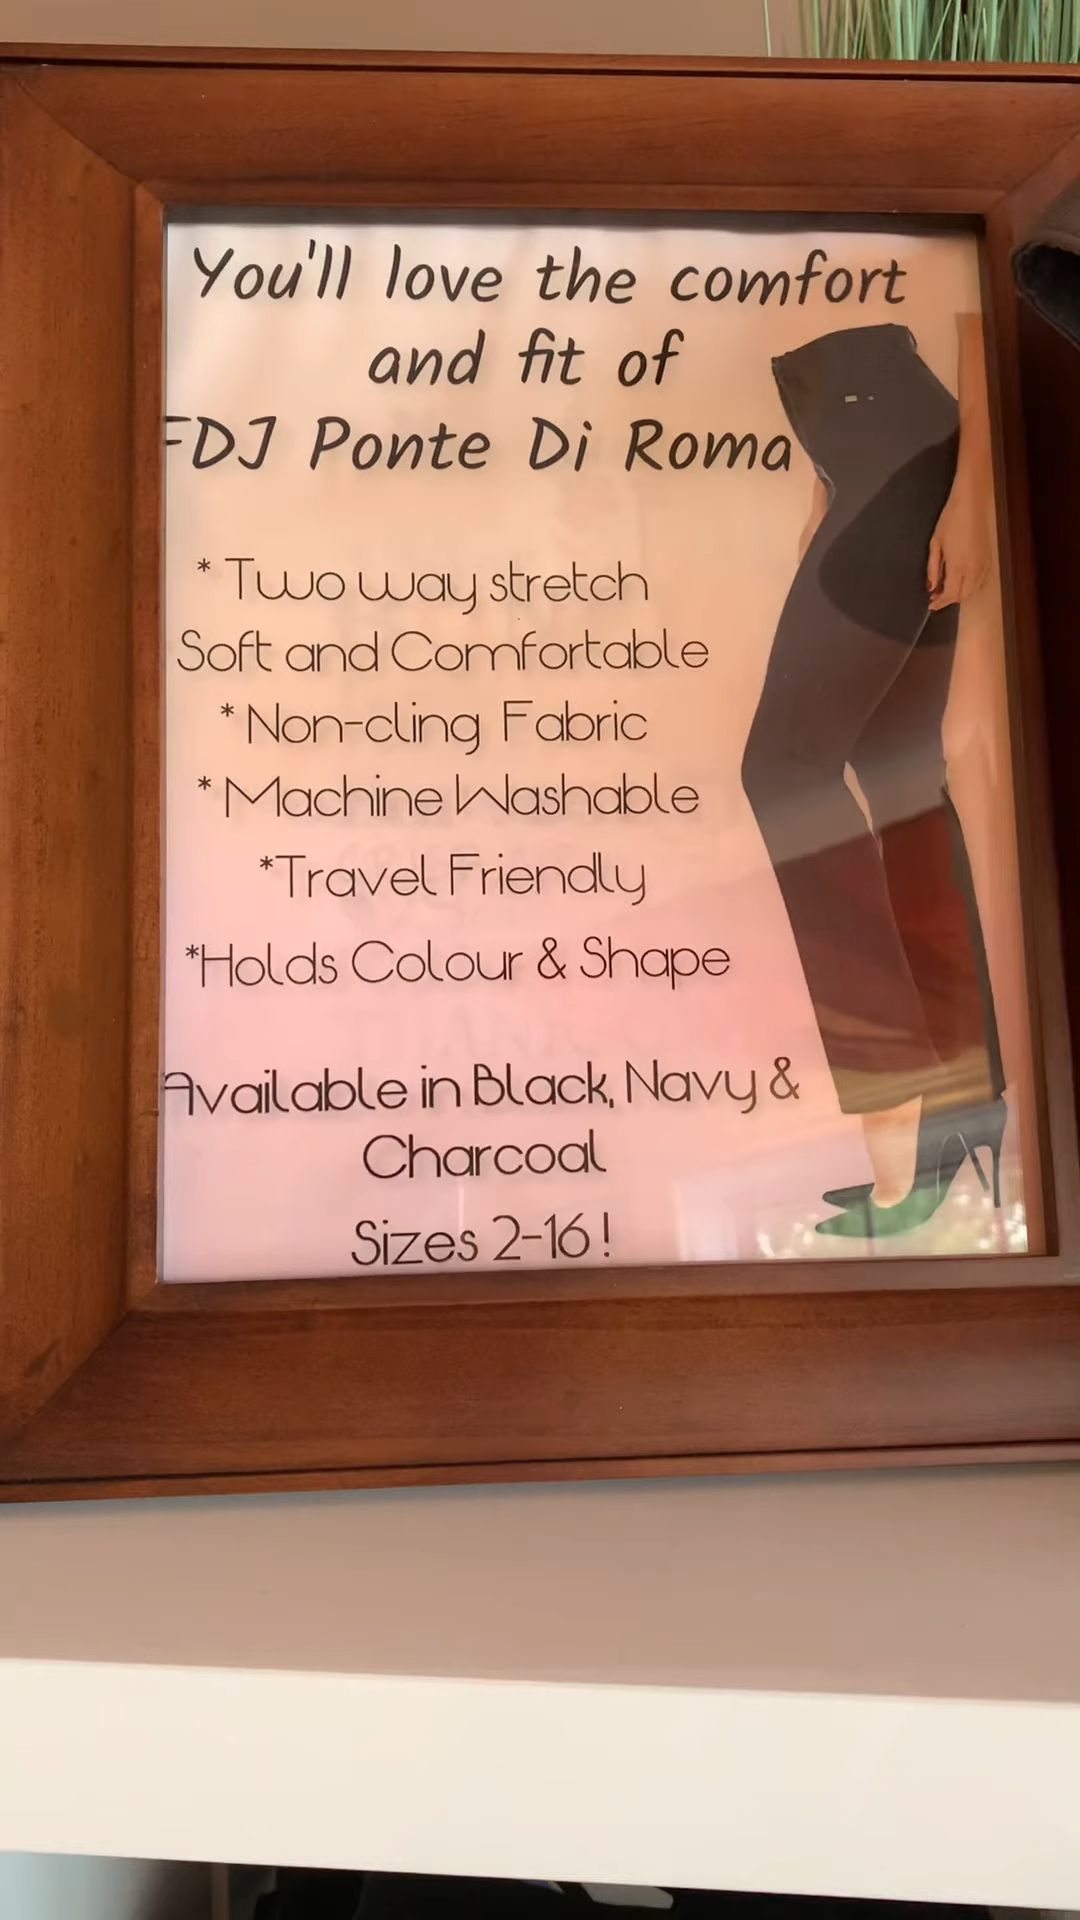 You'll love the comfort
and fit of
FDJ Ponte Di Roma
* Two way stretch
Soft and Comfortable
* Non-cling Fabric
* Machine Washable
*Travel Friendly
*Holds Colour & Shape
Available in Black, Navy &
Charcoal
Sizes 2-16!